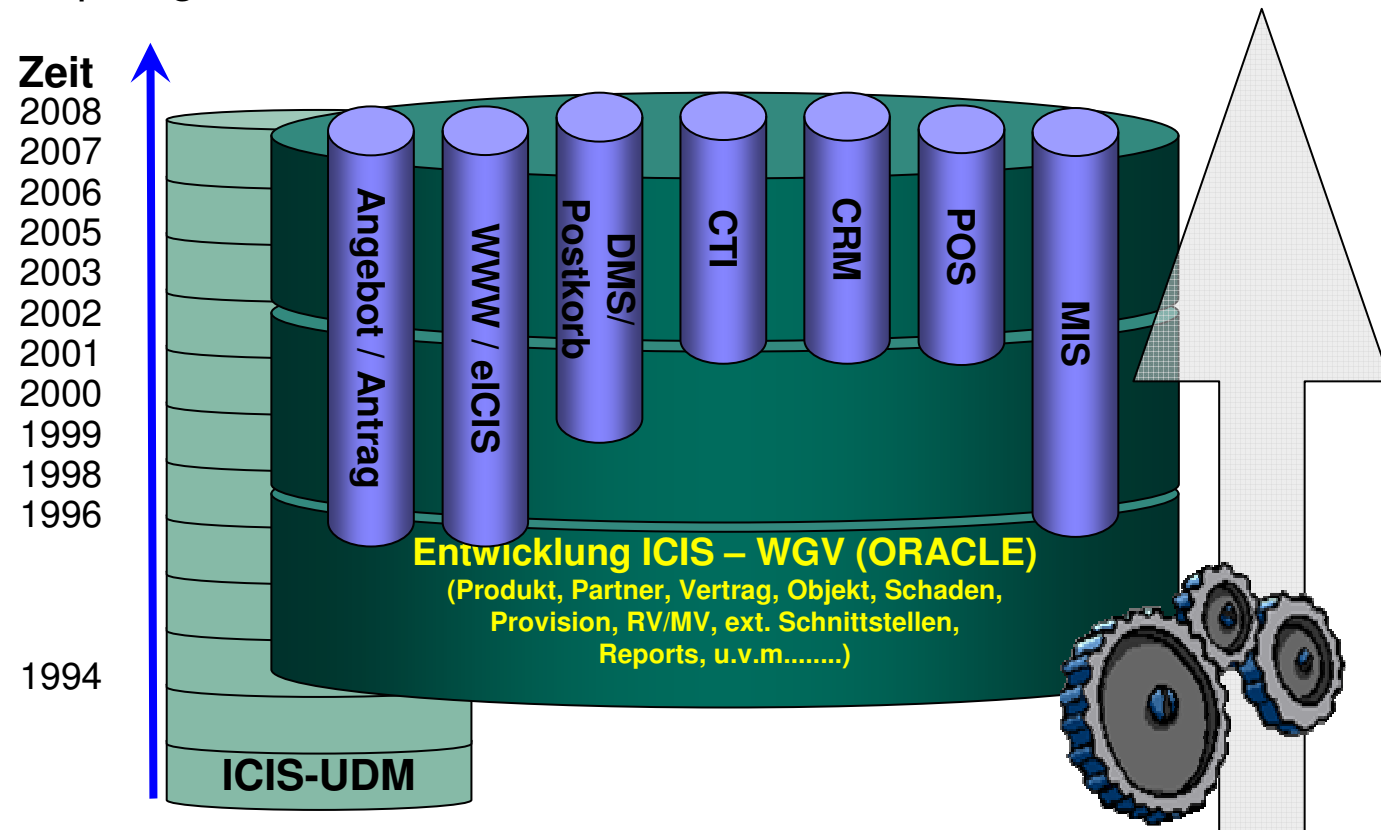 Zeit
2008
2007
2006
2005
2003
2002
2001
2000
1999
1998
1996
1994
Angebot / Antrag
WWW / eICIS
DMS/
Postkorb
CTI
CRM
POS
MIS
Entwicklung ICIS – WGV (ORACLE)
(Produkt, Partner, Vertrag, Objekt, Schaden,
Provision, RV/MV, ext. Schnittstellen,
Reports, u.v.m........)
ICIS-UDM